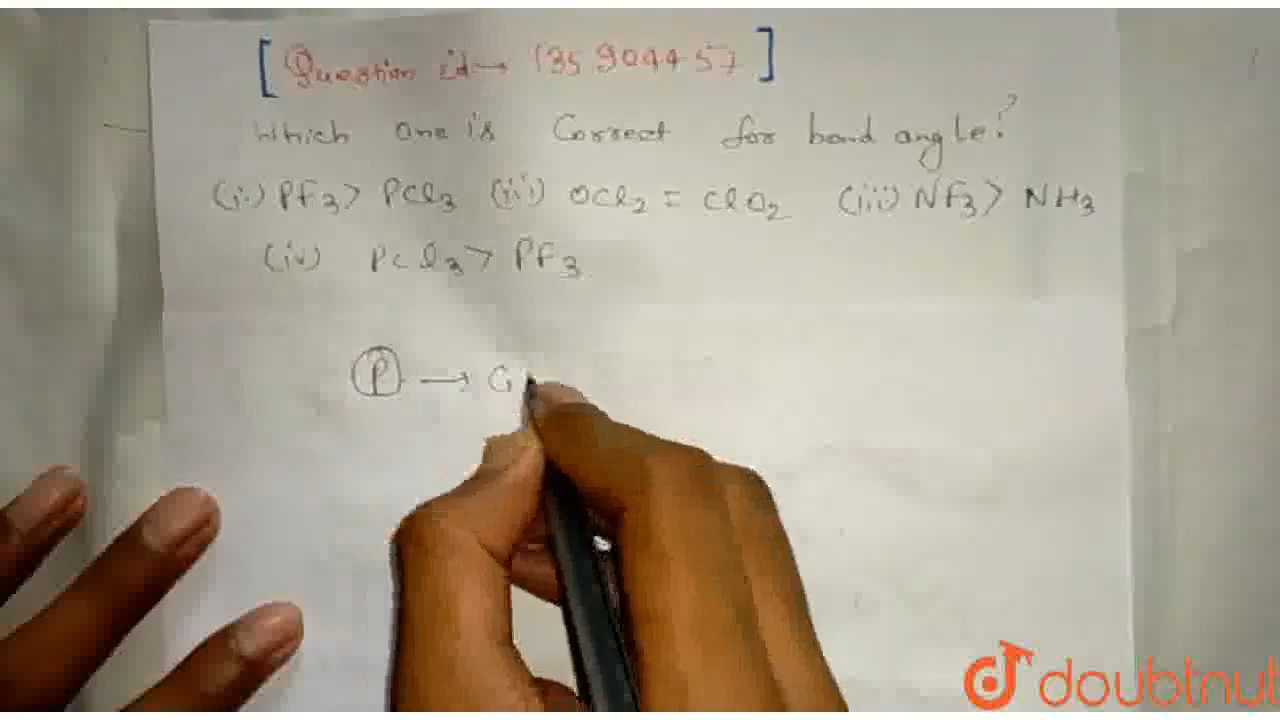 [Question id → 135904457]
Which one is Correct for bond angle?
(i) PF3 > PCl3 (ii) OCl2 = ClO2 (iii) NF3 > NH3
(iv) PCl3 > PF3
P → G
doubtnut